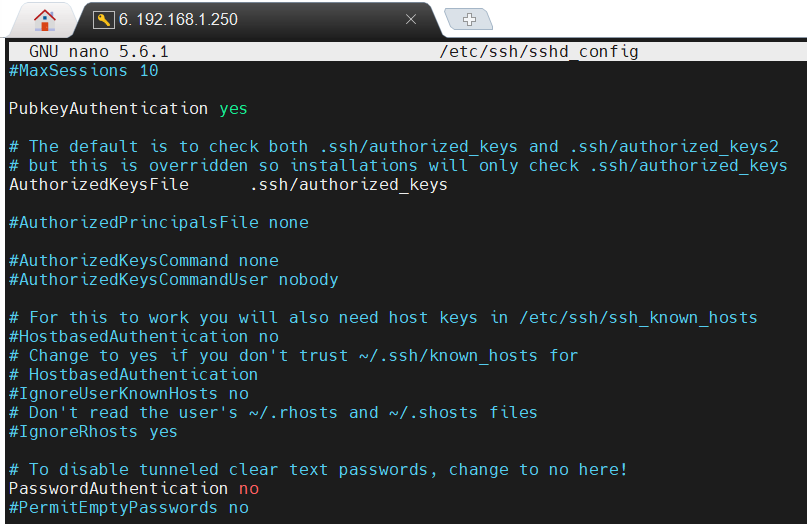 6. 192.168.1.250
GNU nano 5.6.1 /etc/ssh/sshd_config
#MaxSessions 10
PubkeyAuthentication yes
# The default is to check both .ssh/authorized_keys and .ssh/authorized_keys2
# but this is overridden so installations will only check .ssh/authorized_keys
AuthorizedKeysFile .ssh/authorized_keys
#AuthorizedPrincipalsFile none
#AuthorizedKeysCommand none
#AuthorizedKeysCommandUser nobody
# For this to work you will also need host keys in /etc/ssh/ssh_known_hosts
#HostbasedAuthentication no
# Change to yes if you don't trust ~/.ssh/known_hosts for
# HostbasedAuthentication
#IgnoreUserKnownHosts no
# Don't read the user's ~/.rhosts and ~/.shosts files
#IgnoreRhosts yes
# To disable tunneled clear text passwords, change to no here!
PasswordAuthentication no
#PermitEmptyPasswords no